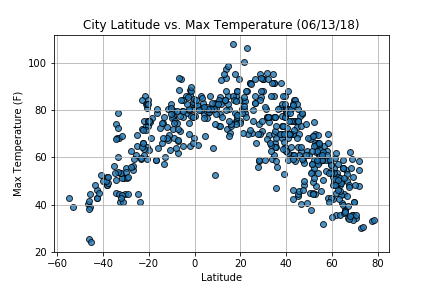 City Latitude vs. Max Temperature (06/13/18)
Max Temperature (F)
100
80
60
40
20
−60 −40 −20 0 20 40 60 80
Latitude